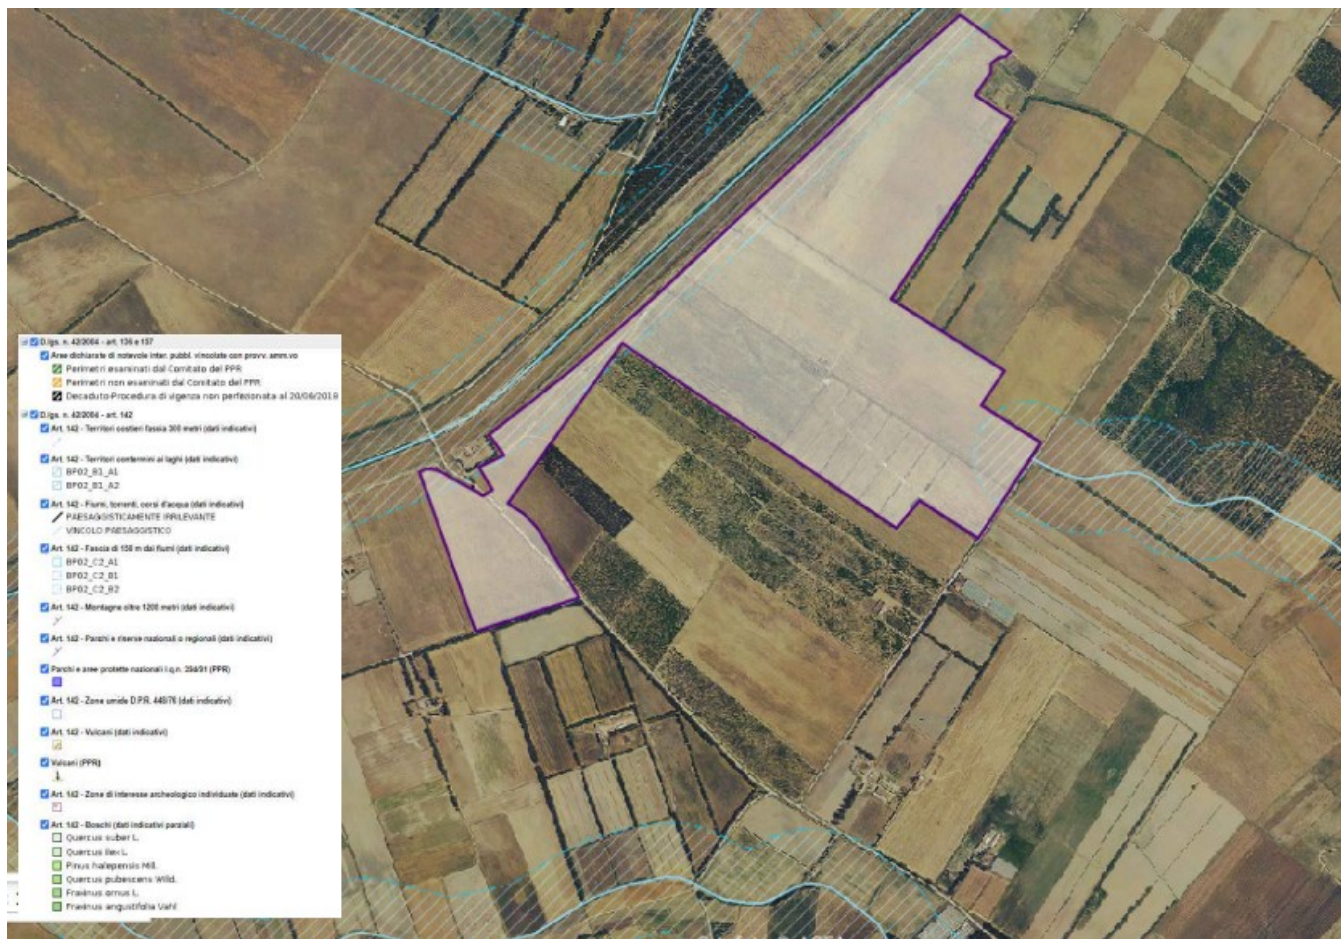 D.lgs. n. 42/2004 - art. 136 e 157
Aree dichiarate di notevole inter. pubbl. vincolate con provv. amm.vo
Perimetri esaminati dal Comitato del PPR
Perimetri non esaminati dal Comitato del PPR
Decaduto-Procedura di vigenza non perfezionata al 20/06/2018
D.lgs. n. 42/2004 - art. 142
Art. 142 - Territori costieri fascia 300 metri (dati indicativi)
Art. 142 - Territori contermini ai laghi (dati indicativi)
BP02_B1_A1
BP02_B1_A2
Art. 142 - Fiumi, torrenti, corsi d'acqua (dati indicativi)
PAESAGGISTICAMENTE IRRILEVANTE
VINCOLO PAESAGGISTICO
Art. 142 - Fascia di 150 m dai fiumi (dati indicativi)
BP02_C2_A1
BP02_C2_B1
BP02_C2_B2
Art. 142 - Montagne oltre 1200 metri (dati indicativi)
Art. 142 - Parchi e riserve nazionali o regionali (dati indicativi)
Parchi e aree protette nazionali l.q.n. 394/91 (PPR)
Art. 142 - Zone umide D.P.R. 448/76 (dati indicativi)
Art. 142 - Vulcani (dati indicativi)
Vulcani (PPR)
Art. 142 - Zone di interesse archeologico individuate (dati indicativi)
Art. 142 - Boschi (dati indicativi parziali)
Quercus suber L.
Quercus ilex L.
Pinus halepensis Mill.
Quercus pubescens Willd.
Fraxinus ornus L.
Fraxinus angustifolia Vahl